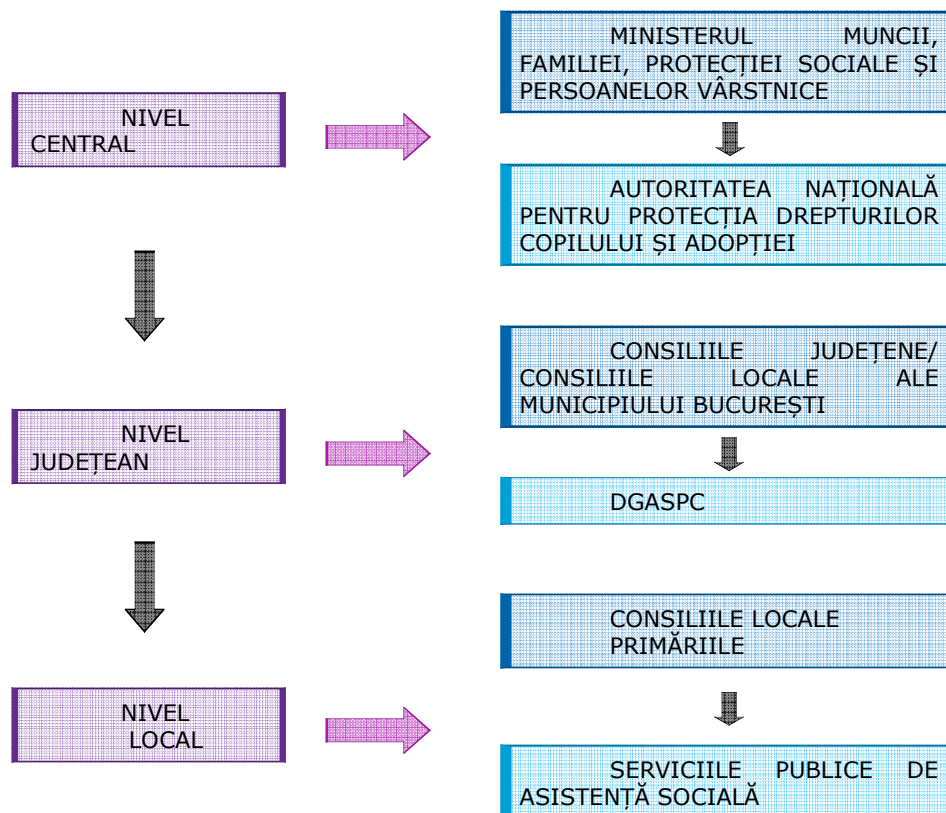 NIVEL
CENTRAL
MINISTERUL MUNCII,
FAMILIEI, PROTECȚIEI SOCIALE ȘI
PERSOANELOR VÂRSTNICE
AUTORITATEA NAȚIONALĂ
PENTRU PROTECȚIA DREPTURILOR
COPILULUI ȘI ADOPȚIEI
NIVEL
JUDEȚEAN
CONSILIILE JUDEȚENE/
CONSILIILE LOCALE ALE
MUNICIPIULUI BUCUREȘTI
DGASPC
NIVEL
LOCAL
CONSILIILE LOCALE
PRIMĂRIILE
SERVICIILE PUBLICE DE
ASISTENȚĂ SOCIALĂ